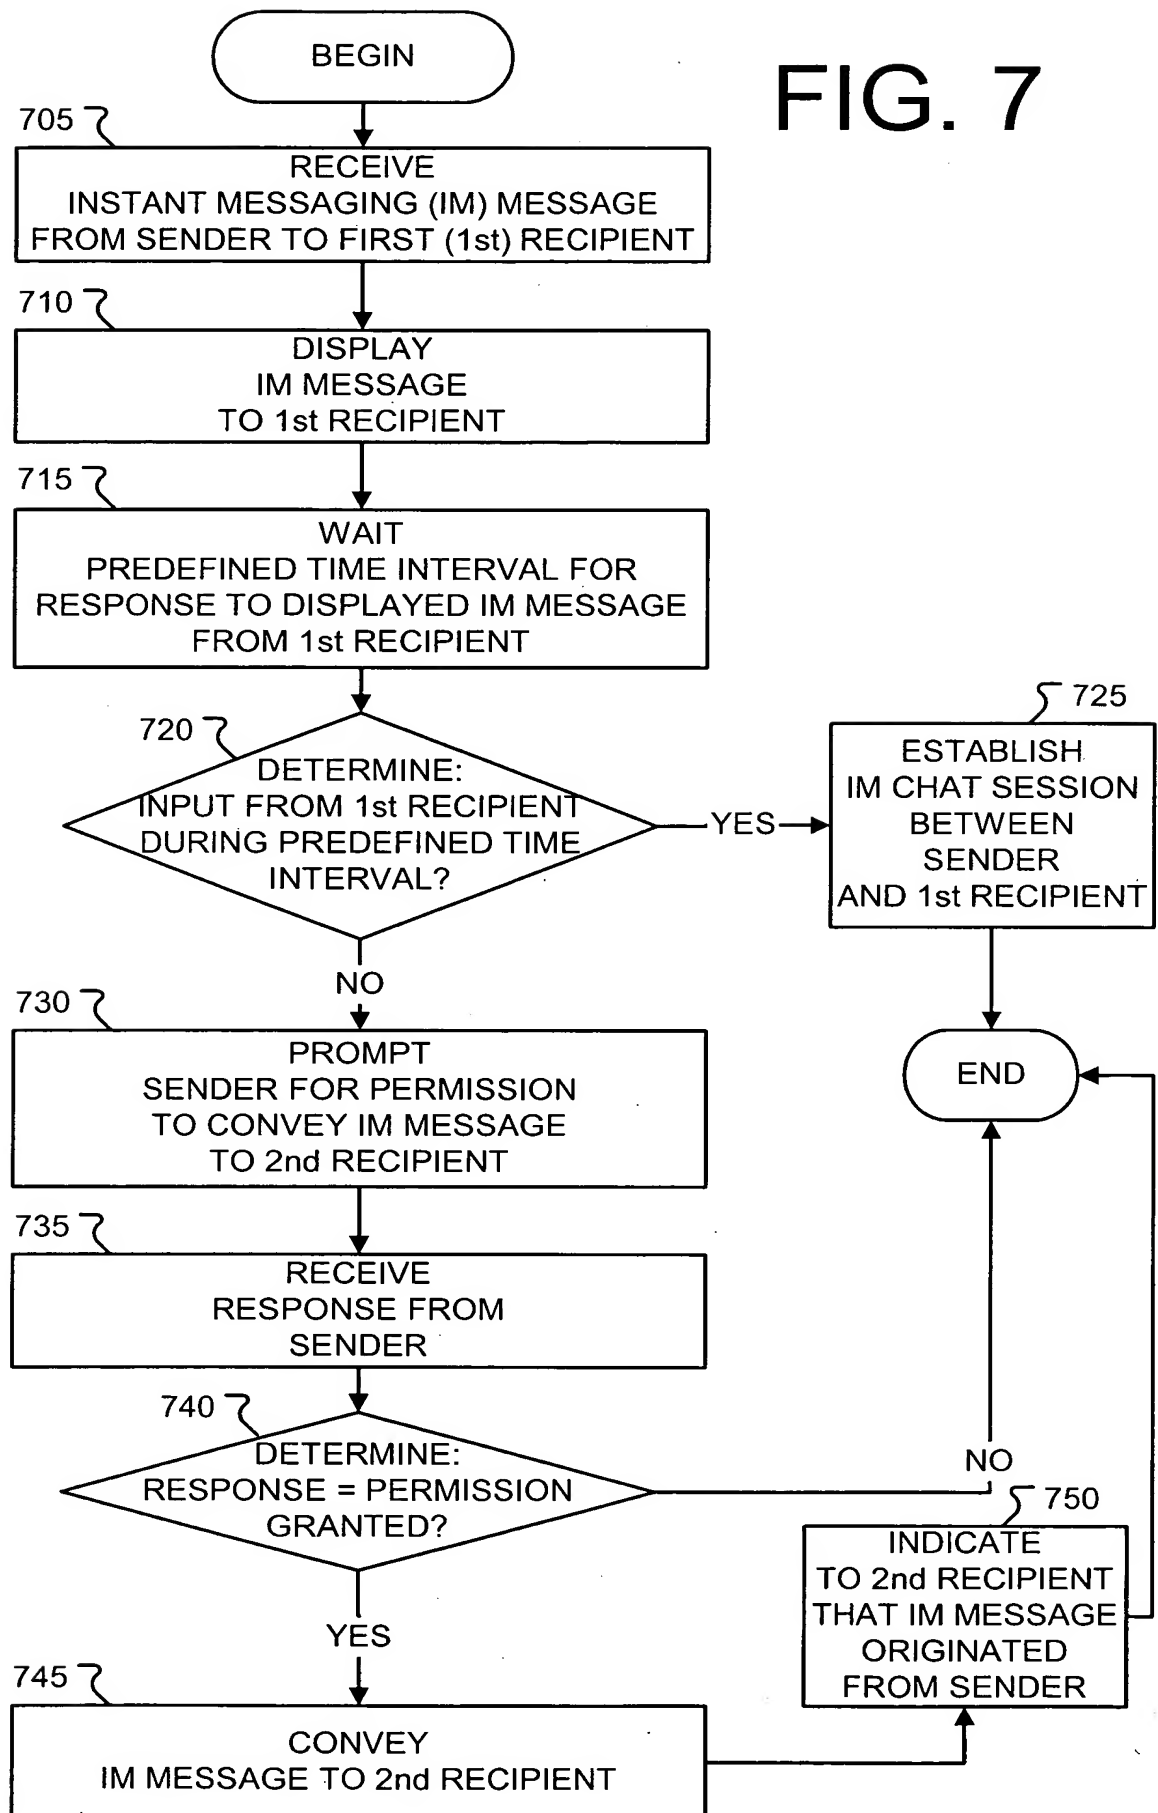 BEGIN
FIG. 7
705
RECEIVE
INSTANT MESSAGING (IM) MESSAGE
FROM SENDER TO FIRST (1st) RECIPIENT
710
DISPLAY
IM MESSAGE
TO 1st RECIPIENT
715
WAIT
PREDEFINED TIME INTERVAL FOR
RESPONSE TO DISPLAYED IM MESSAGE
FROM 1st RECIPIENT
720
DETERMINE:
INPUT FROM 1st RECIPIENT
DURING PREDEFINED TIME
INTERVAL?
YES
725
ESTABLISH
IM CHAT SESSION
BETWEEN
SENDER
AND 1st RECIPIENT
NO
END
730
PROMPT
SENDER FOR PERMISSION
TO CONVEY IM MESSAGE
TO 2nd RECIPIENT
735
RECEIVE
RESPONSE FROM
SENDER
740
DETERMINE:
RESPONSE = PERMISSION
GRANTED?
NO
YES
745
CONVEY
IM MESSAGE TO 2nd RECIPIENT
750
INDICATE
TO 2nd RECIPIENT
THAT IM MESSAGE
ORIGINATED
FROM SENDER